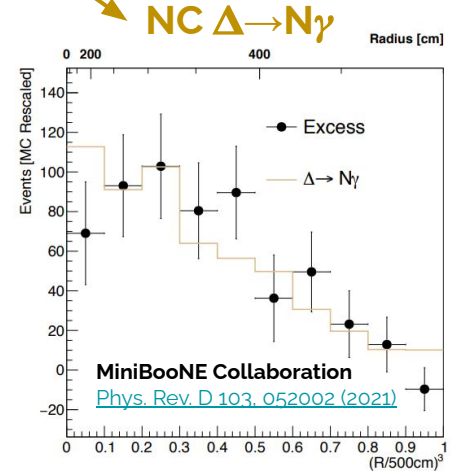 NC Δ→Nγ
Radius [cm]
0 200 400
Events [MC Rescaled]
140
120
100
80
60
40
20
0
−20
Excess
Δ→ Nγ
MiniBooNE Collaboration
Phys. Rev. D 103, 052002 (2021)
0 0.1 0.2 0.3 0.4 0.5 0.6 0.7 0.8 0.9 1
(R/500cm)³